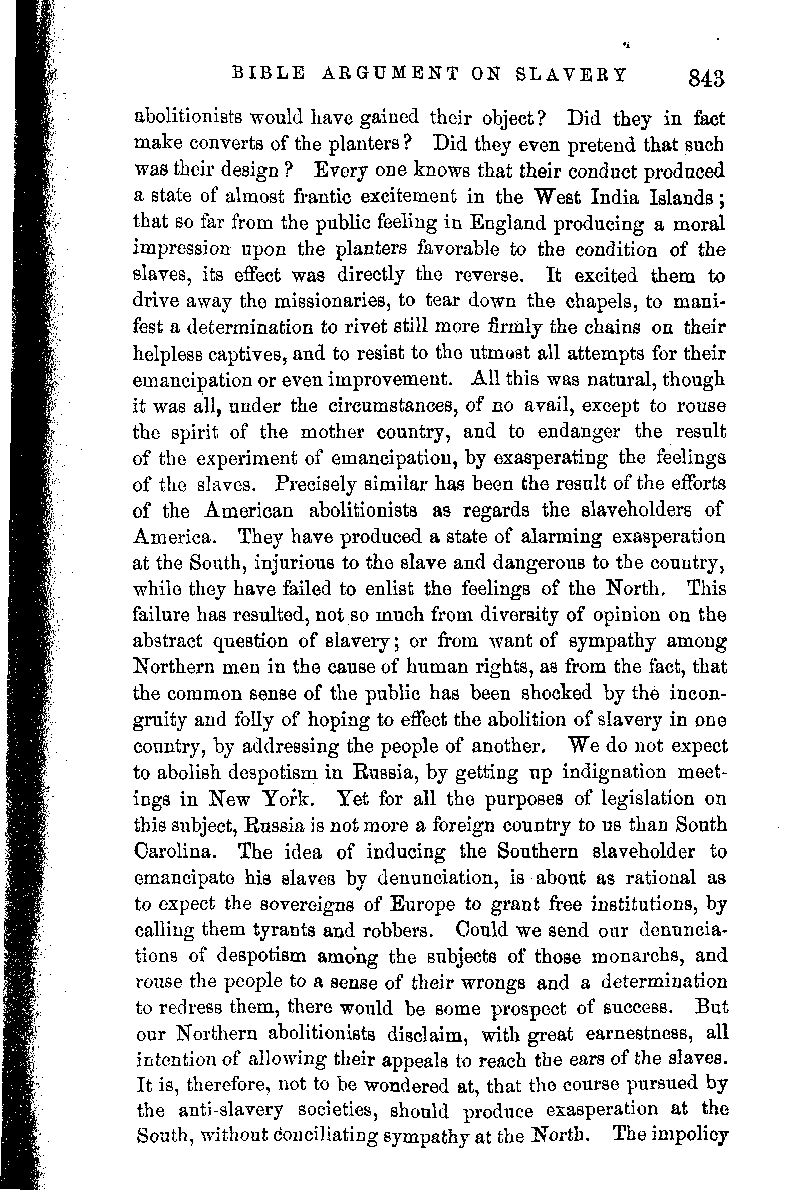 BIBLE ARGUMENT ON SLAVERY 843
abolitionists would have gained their object? Did they in fact
make converts of the planters? Did they even pretend that such
was their design? Every one knows that their conduct produced
a state of almost frantic excitement in the West India Islands;
that so far from the public feeling in England producing a moral
impression upon the planters favorable to the condition of the
slaves, its effect was directly the reverse. It excited them to
drive away the missionaries, to tear down the chapels, to mani-
fest a determination to rivet still more firmly the chains on their
helpless captives, and to resist to the utmost all attempts for their
emancipation or even improvement. All this was natural, though
it was all, under the circumstances, of no avail, except to rouse
the spirit of the mother country, and to endanger the result
of the experiment of emancipation, by exasperating the feelings
of the slaves. Precisely similar has been the result of the efforts
of the American abolitionists as regards the slaveholders of
America. They have produced a state of alarming exasperation
at the South, injurious to the slave and dangerous to the country,
while they have failed to enlist the feelings of the North. This
failure has resulted, not so much from diversity of opinion on the
abstract question of slavery; or from want of sympathy among
Northern men in the cause of human rights, as from the fact, that
the common sense of the public has been shocked by the incon-
gruity and folly of hoping to effect the abolition of slavery in one
country, by addressing the people of another. We do not expect
to abolish despotism in Russia, by getting up indignation meet-
ings in New York. Yet for all the purposes of legislation on
this subject, Russia is not more a foreign country to us than South
Carolina. The idea of inducing the Southern slaveholder to
emancipate his slaves by denunciation, is about as rational as
to expect the sovereigns of Europe to grant free institutions, by
calling them tyrants and robbers. Could we send our denuncia-
tions of despotism among the subjects of those monarchs, and
rouse the people to a sense of their wrongs and a determination
to redress them, there would be some prospect of success. But
our Northern abolitionists disclaim, with great earnestness, all
intention of allowing their appeals to reach the ears of the slaves.
It is, therefore, not to be wondered at, that the course pursued by
the anti-slavery societies, should produce exasperation at the
South, without conciliating sympathy at the North. The impolicy